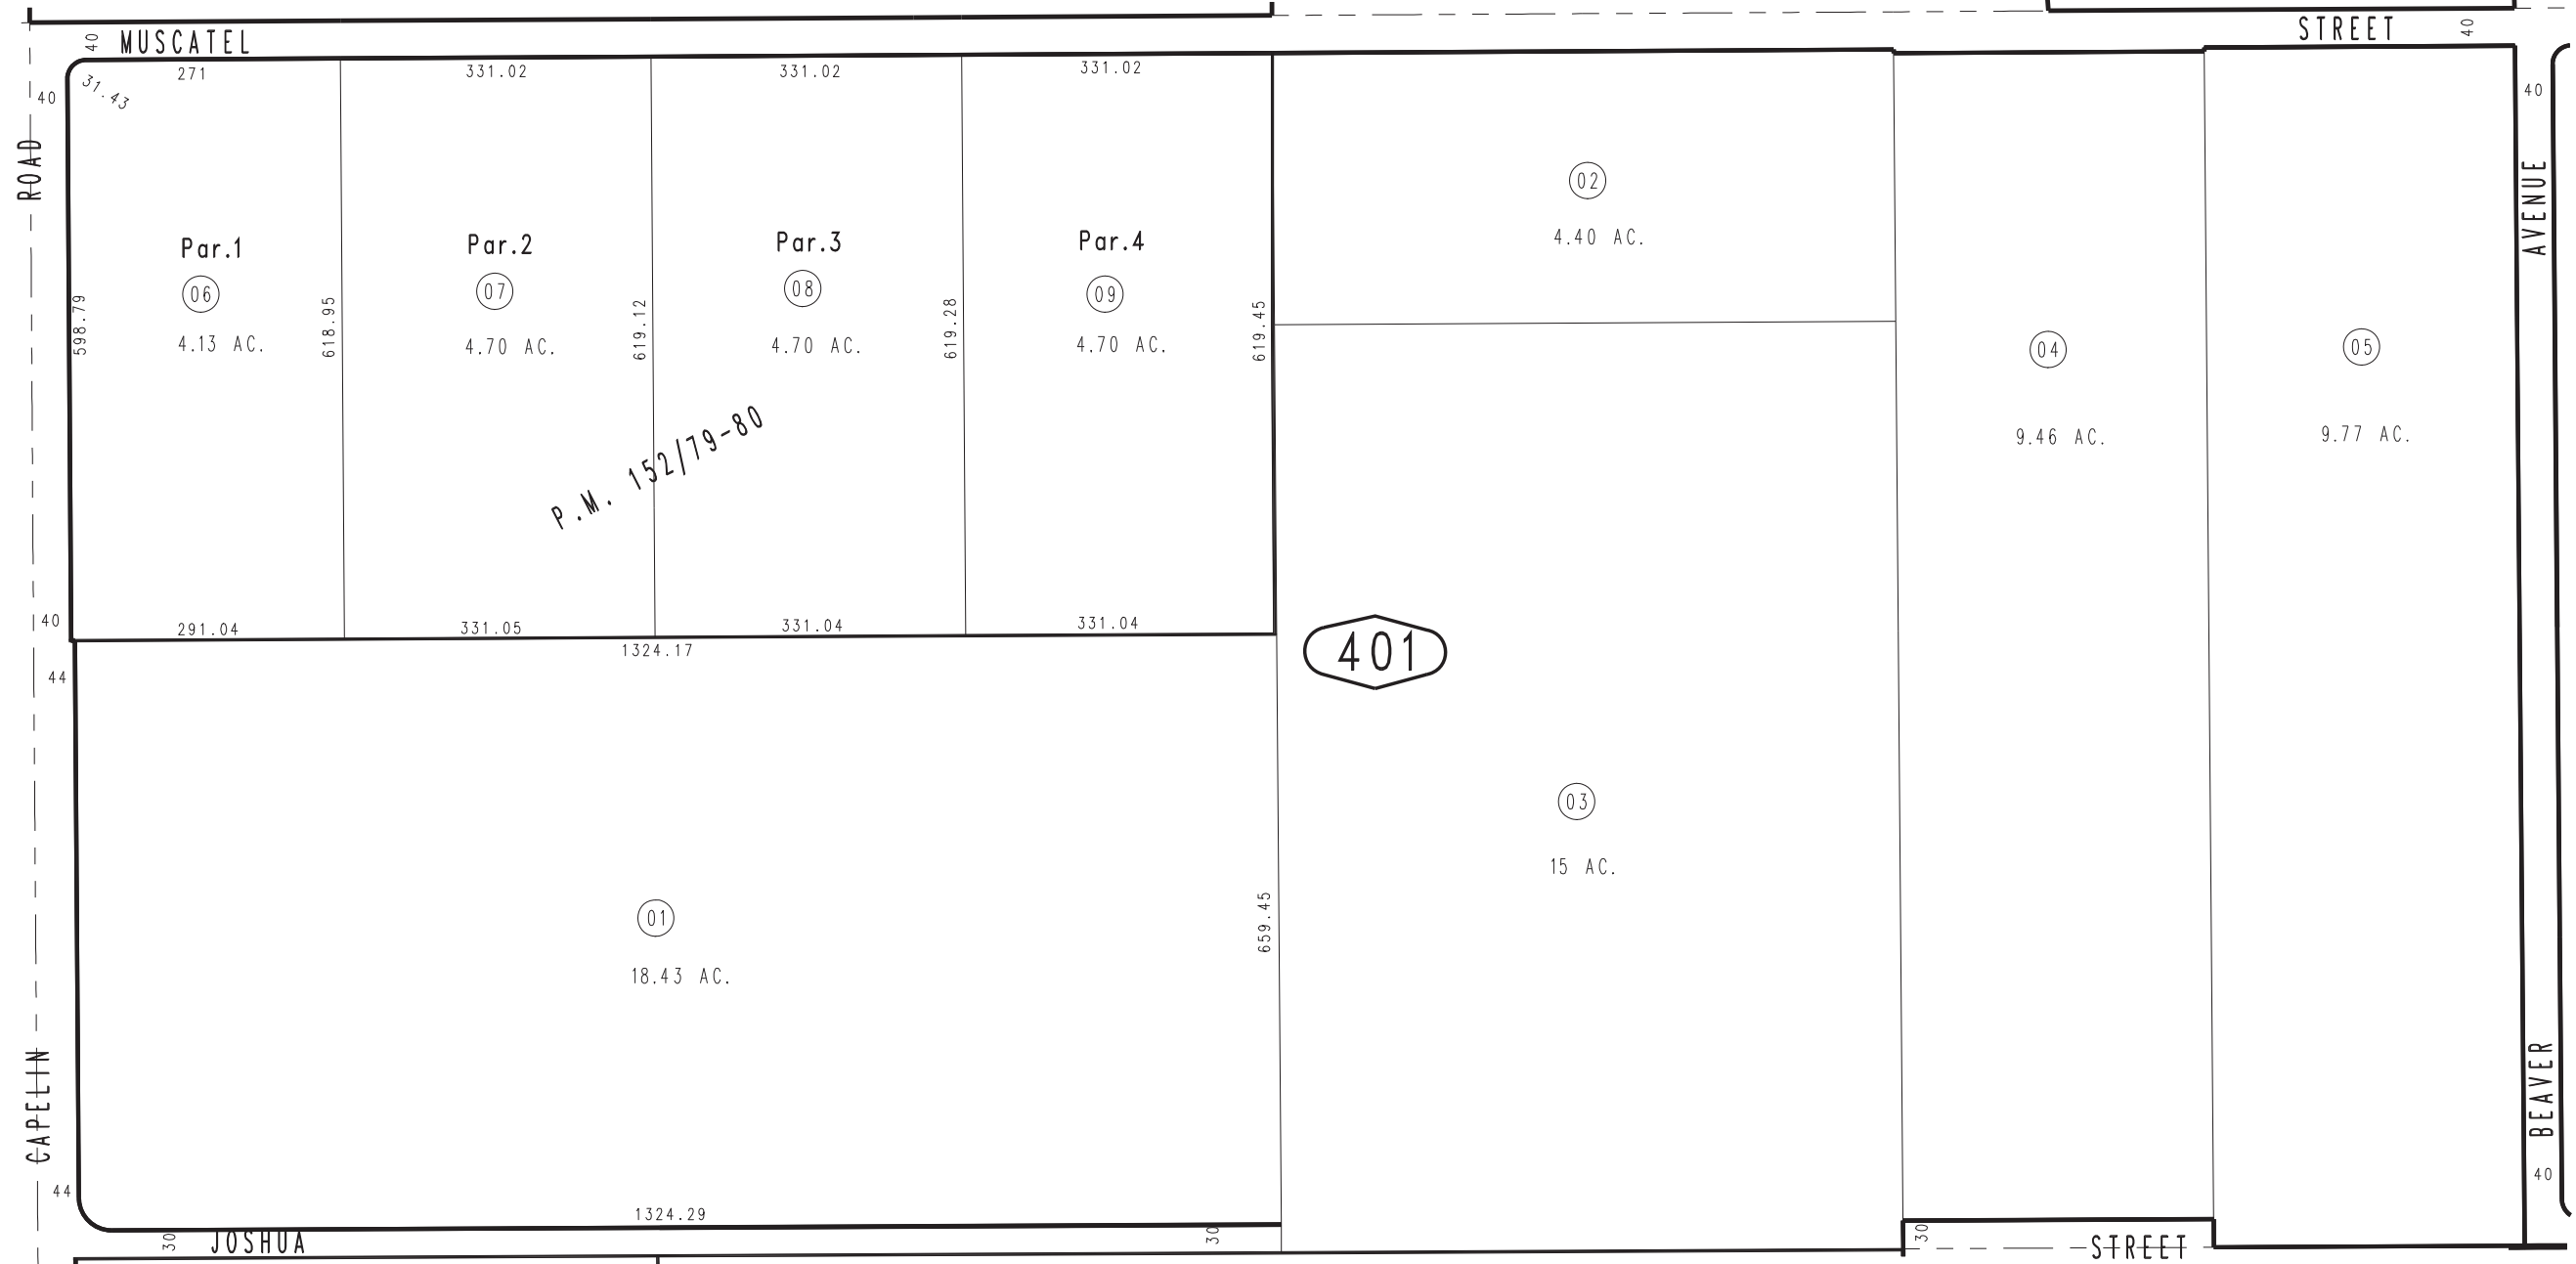 MUSCATEL STREET
40
40
271
331.02
331.02
331.02
31.43
40
40
ROAD
AVENUE
02
4.40 AC.
Par.1
Par.2
Par.3
Par.4
06
07
08
09
4.13 AC.
4.70 AC.
4.70 AC.
4.70 AC.
598.79
618.95
619.12
619.28
619.45
04
9.46 AC.
05
9.77 AC.
P.M. 152/79-80
40
291.04
331.05
331.04
331.04
1324.17
44
401
03
15 AC.
01
18.43 AC.
659.45
CAPELIN
BEAVER
44
40
1324.29
30
JOSHUA
30
30
STREET